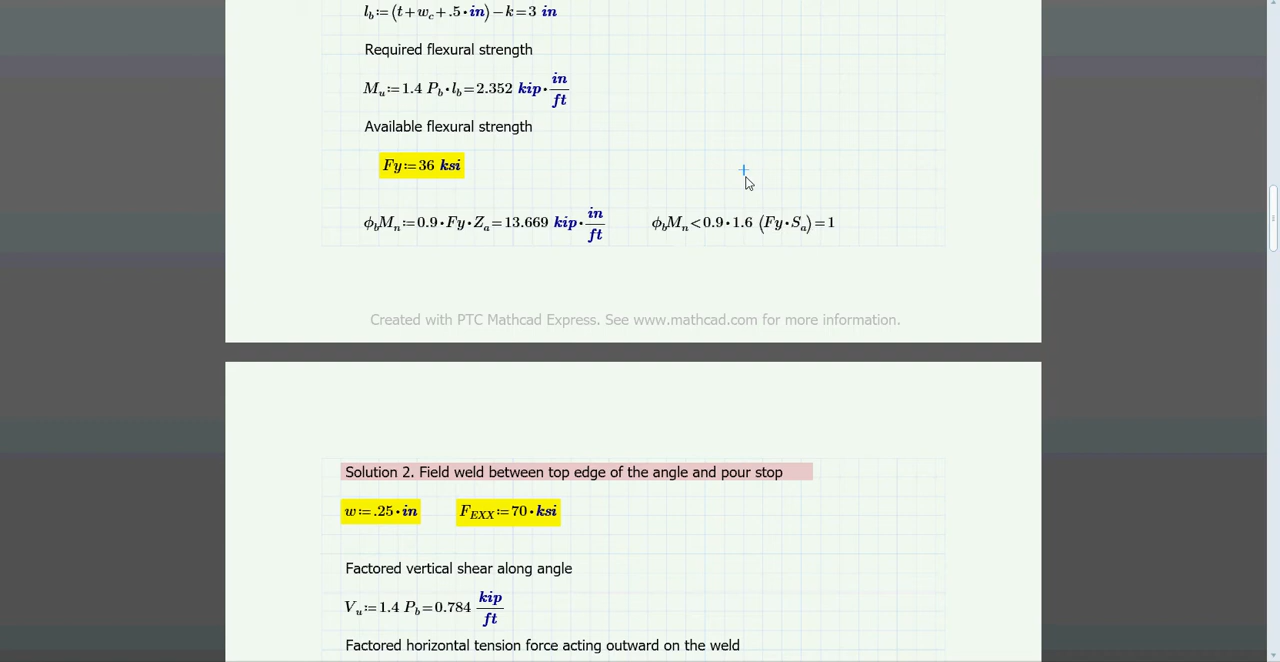 l_b:=(t+w_c+.5•in)−k=3 in
Required flexural strength
M_u:=1.4 P_b•l_b=2.352 kip•in/ft
Available flexural strength
Fy:=36 ksi
ϕ_bM_n:=0.9•Fy•Z_a=13.669 kip•in/ft ϕ_bM_n<0.9•1.6 (Fy•S_a)=1
Created with PTC Mathcad Express. See www.mathcad.com for more information.
Solution 2. Field weld between top edge of the angle and pour stop
w:=.25•in F_EXX:=70•ksi
Factored vertical shear along angle
V_u:=1.4 P_b=0.784 kip/ft
Factored horizontal tension force acting outward on the weld